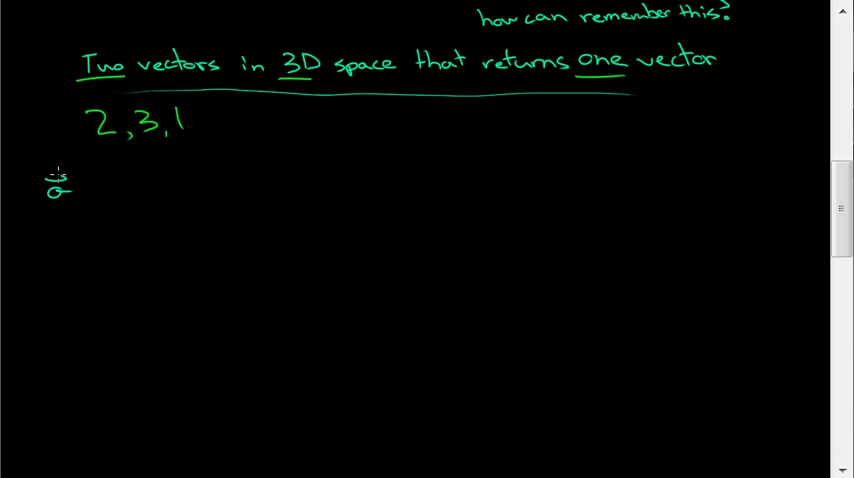 how can remember this?
Two vectors in 3D space that returns one vector
2,3,1